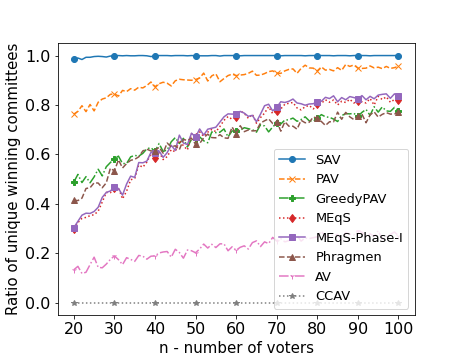 Ratio of unique winning committees
1.0
0.8
0.6
0.4
0.2
0.0
SAV
PAV
GreedyPAV
MEqS
MEqS-Phase-I
Phragmen
AV
CCAV
20 30 40 50 60 70 80 90 100
n - number of voters